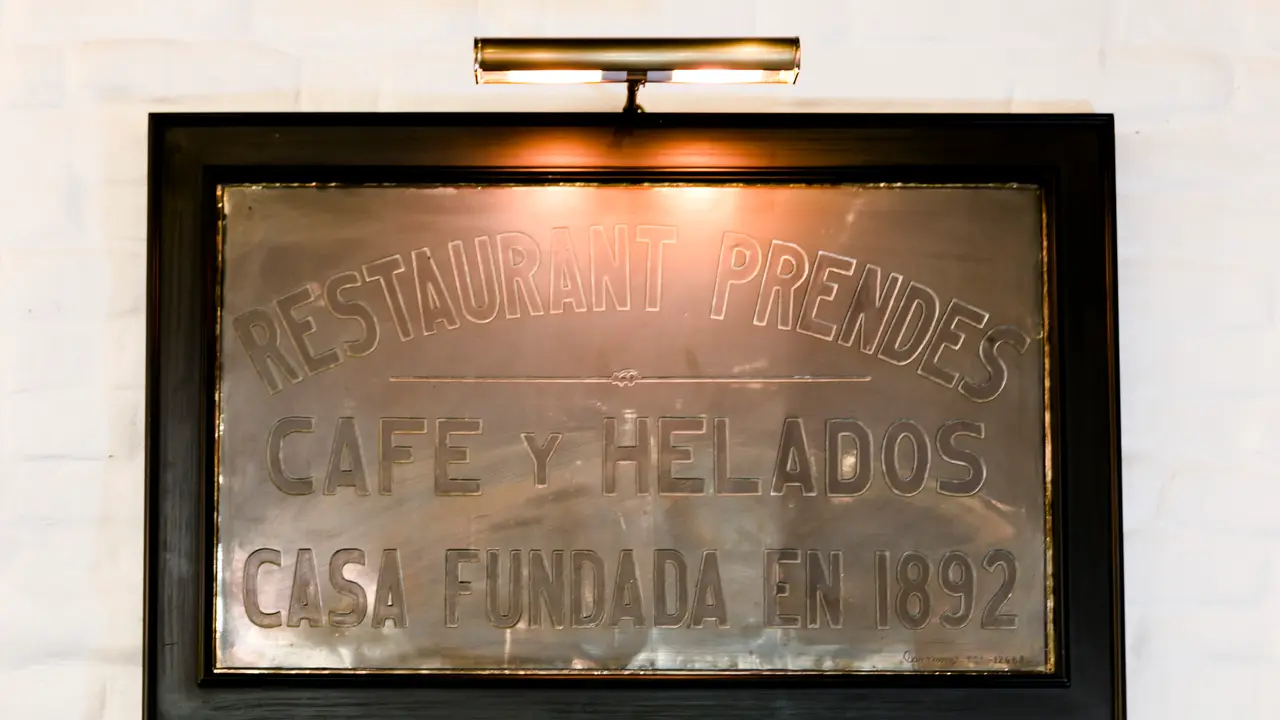 RESTAURANT PRENDES
CAFE Y HELADOS
CASA FUNDADA EN 1892